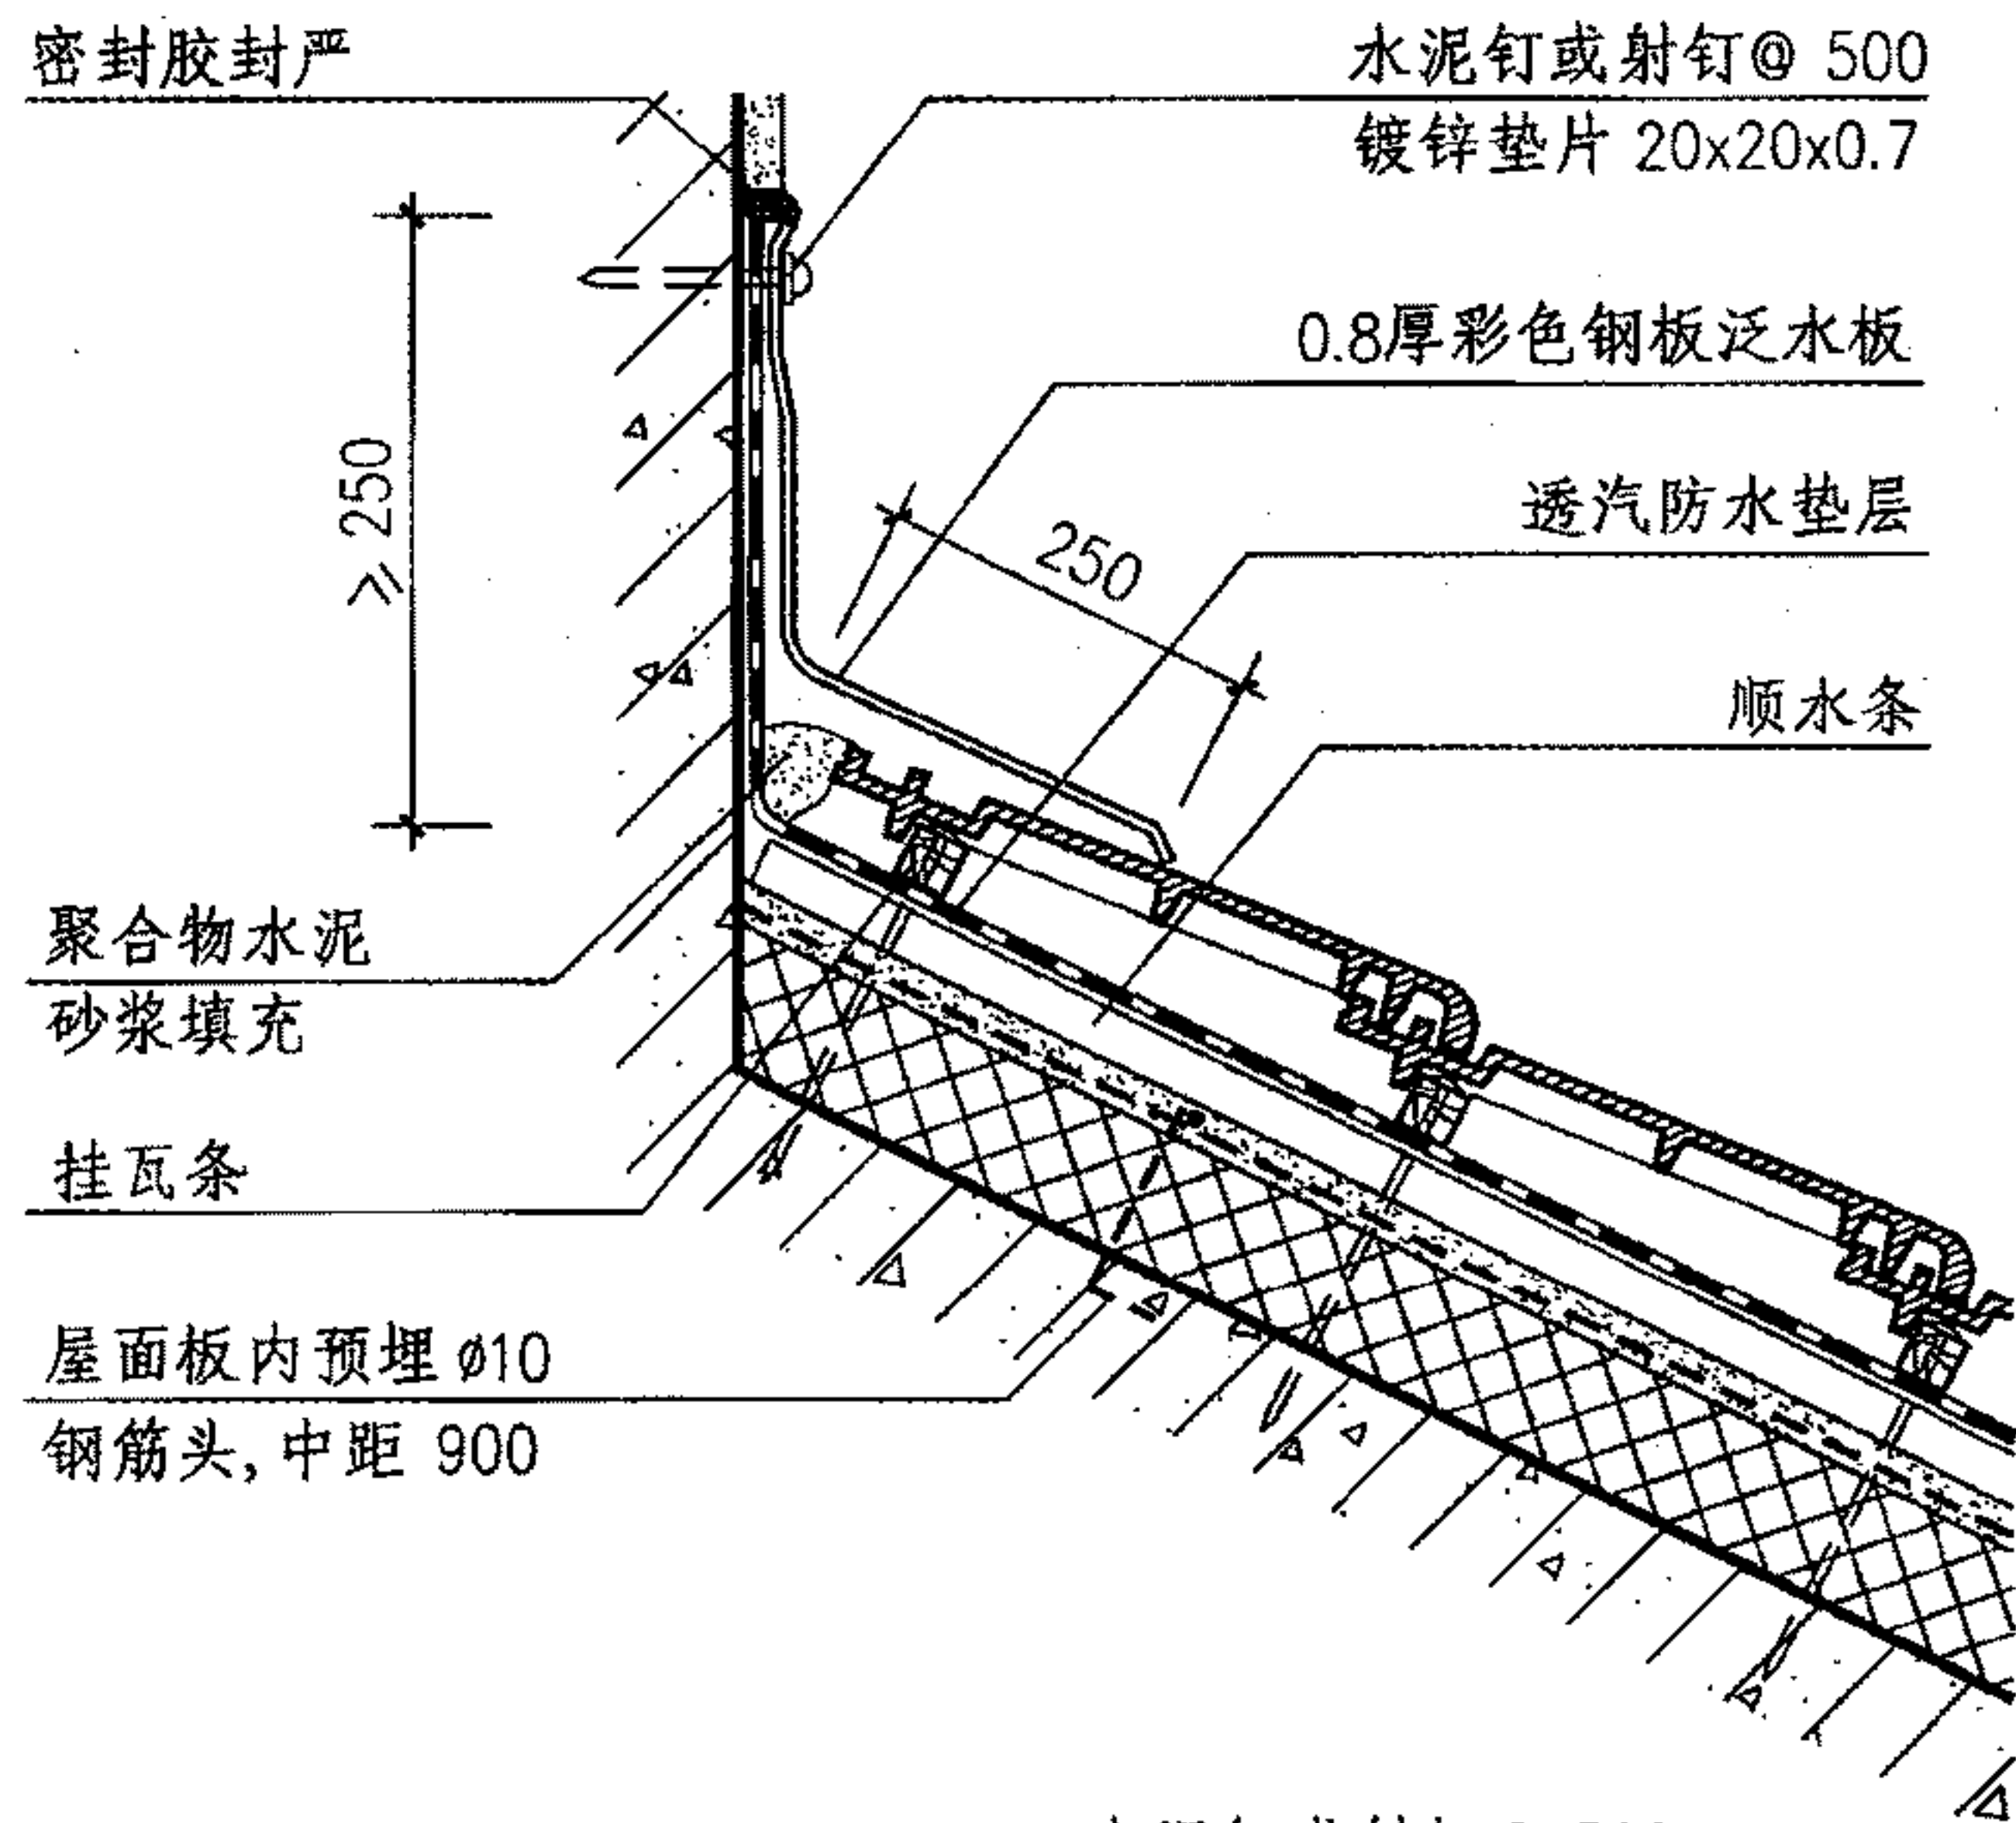 密封胶封严
水泥钉或射钉@ 500
镀锌垫片 20x20x0.7
0.8厚彩色钢板泛水板
≥ 250
250
透汽防水垫层
顺水条
聚合物水泥
砂浆填充
挂瓦条
屋面板内预埋 ø10
钢筋头,中距 900